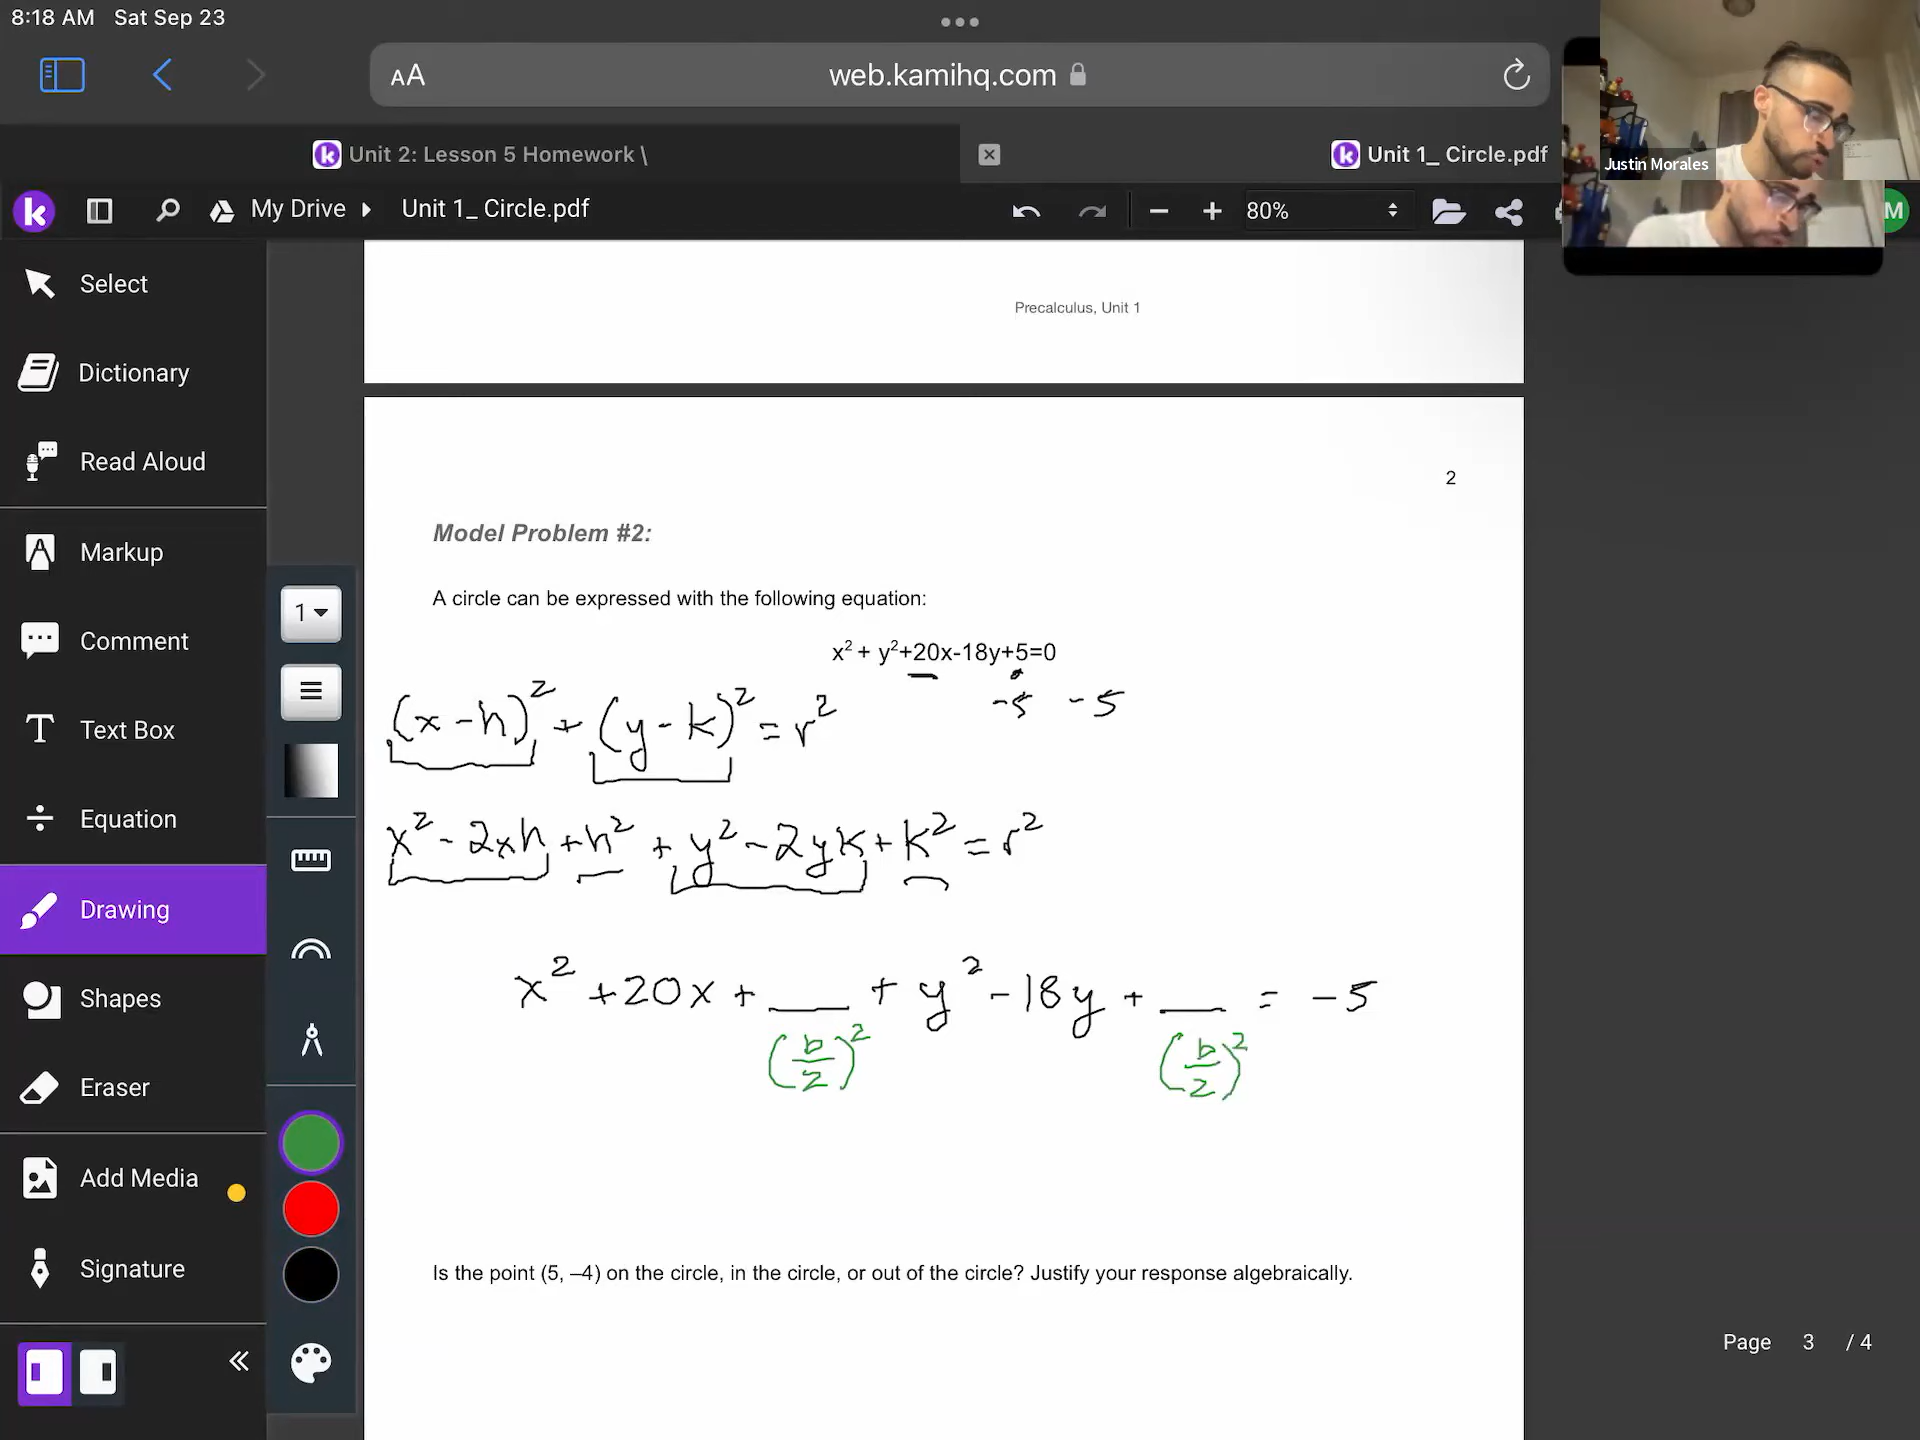 8:18 AM Sat Sep 23
AA web.kamihq.com
Unit 2: Lesson 5 Homework \
Unit 1_ Circle.pdf
My Drive Unit 1_ Circle.pdf
80%
M
Justin Morales
Select
Dictionary
Read Aloud
Markup
Comment
Text Box
Equation
Drawing
Shapes
Eraser
Add Media
Signature
1
Precalculus, Unit 1
2
Model Problem #2:
A circle can be expressed with the following equation:
x² + y²+20x-18y+5=0
-5 -5
(x-h)² + (y-k)² = r²
x² - 2xh + h² + y² - 2yk + k² = r²
x² + 20x + __ + y² - 18y + __ = -5
(b/2)² (b/2)²
Is the point (5, –4) on the circle, in the circle, or out of the circle? Justify your response algebraically.
Page 3 / 4